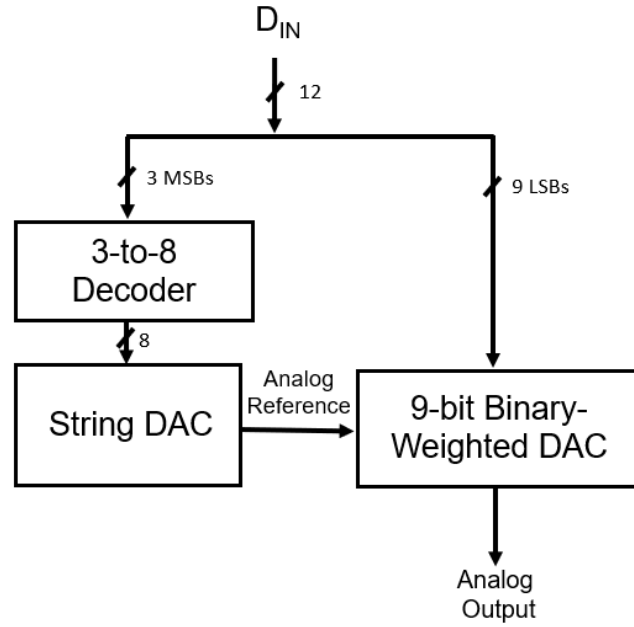 D_IN
12
3 MSBs
9 LSBs
3-to-8
Decoder
8
String DAC
Analog
Reference
9-bit Binary-
Weighted DAC
Analog
Output